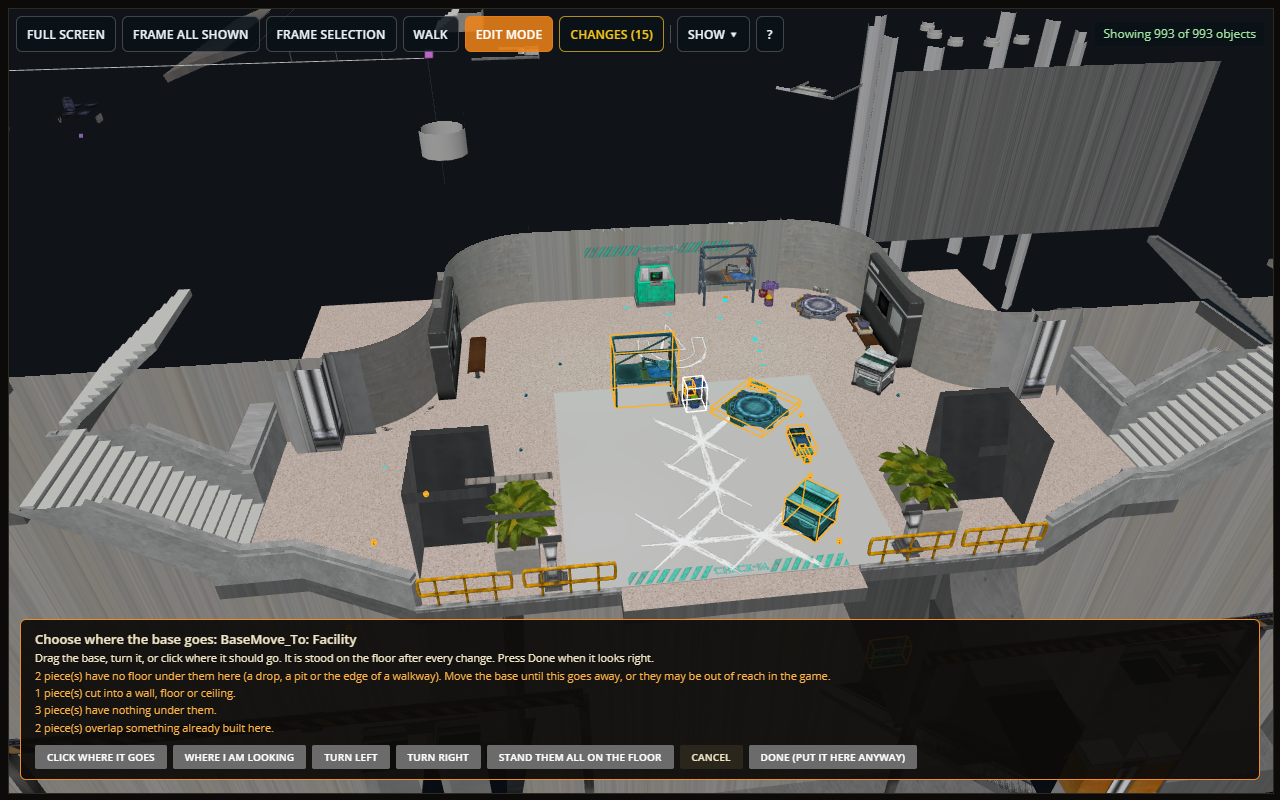 FULL SCREEN
FRAME ALL SHOWN
FRAME SELECTION
WALK
EDIT MODE
CHANGES (15)
SHOW ▼
?
Showing 993 of 993 objects
Choose where the base goes: BaseMove_To: Facility
Drag the base, turn it, or click where it should go. It is stood on the floor after every change. Press Done when it looks right.
2 piece(s) have no floor under them here (a drop, a pit or the edge of a walkway). Move the base until this goes away, or they may be out of reach in the game.
1 piece(s) cut into a wall, floor or ceiling.
3 piece(s) have nothing under them.
2 piece(s) overlap something already built here.
CLICK WHERE IT GOES
WHERE I AM LOOKING
TURN LEFT
TURN RIGHT
STAND THEM ALL ON THE FLOOR
CANCEL
DONE (PUT IT HERE ANYWAY)